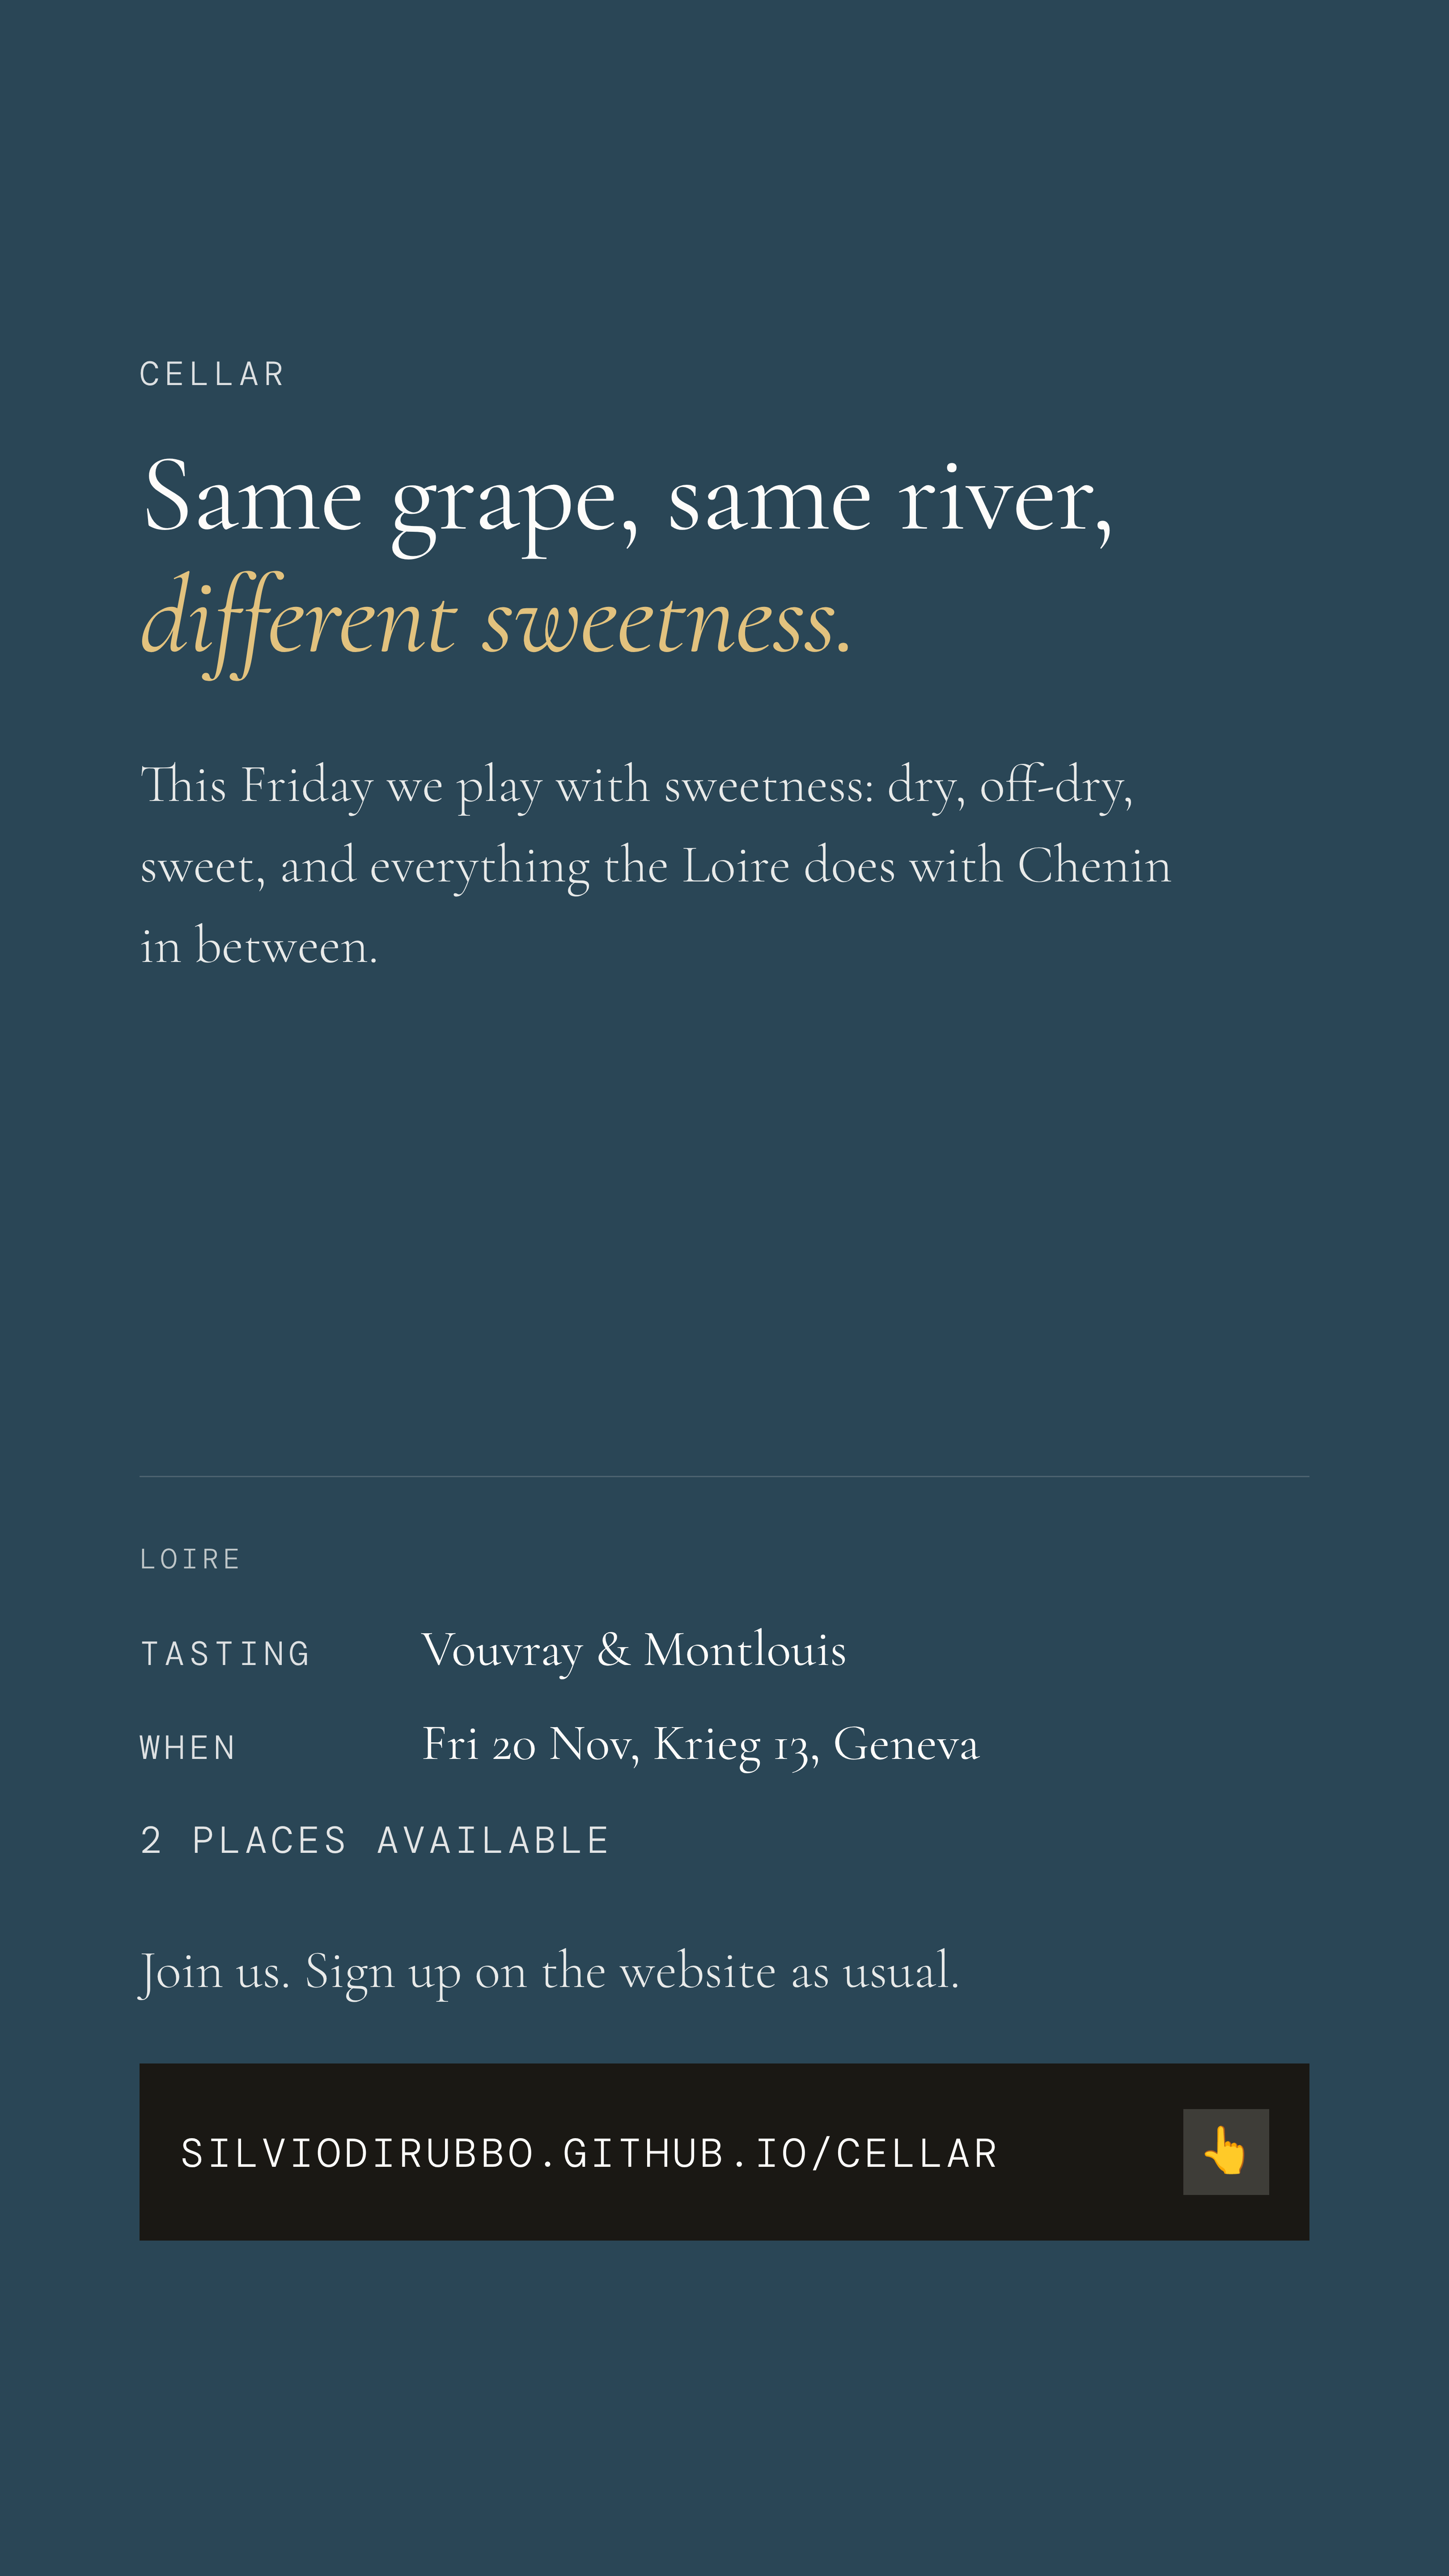 CELLAR
Same grape, same river,
different sweetness.
This Friday we play with sweetness: dry, off-dry,
sweet, and everything the Loire does with Chenin
in between.
LOIRE
TASTING Vouvray & Montlouis
WHEN Fri 20 Nov, Krieg 13, Geneva
2 PLACES AVAILABLE
Join us. Sign up on the website as usual.
SILVIODIRUBBO.GITHUB.IO/CELLAR